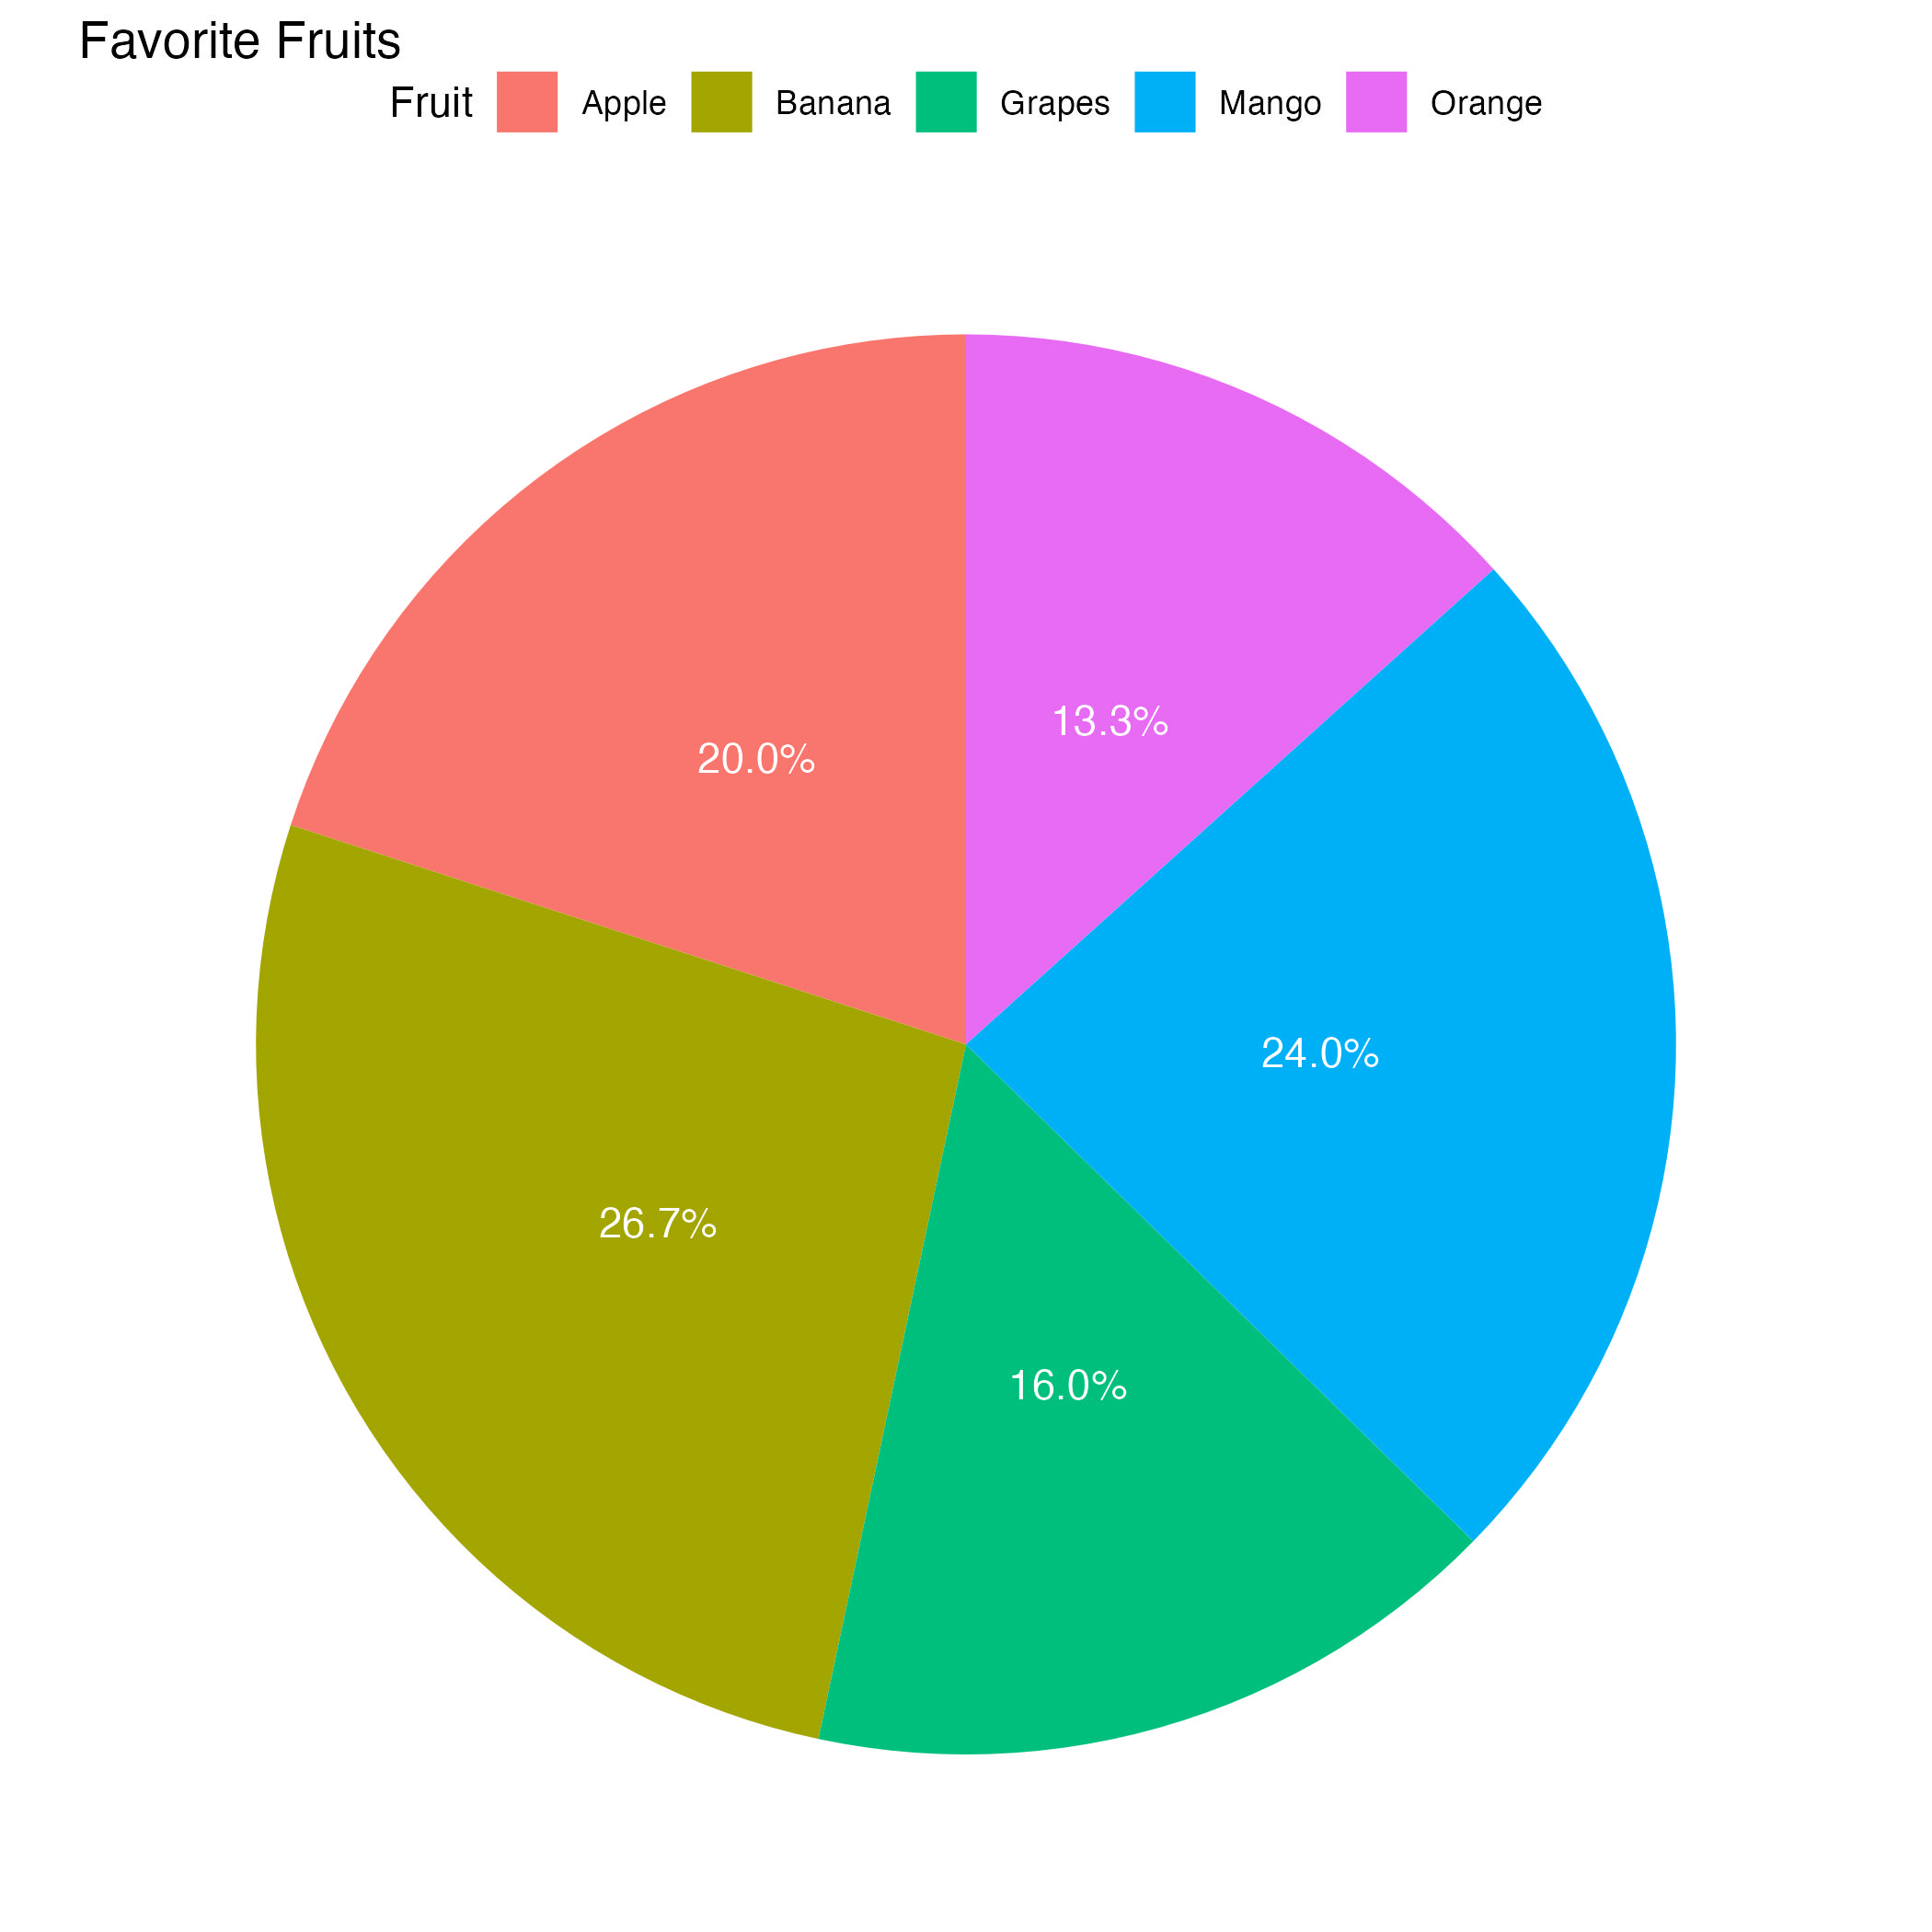 Favorite Fruits
Fruit Apple Banana Grapes Mango Orange
13.3%
20.0%
24.0%
26.7%
16.0%